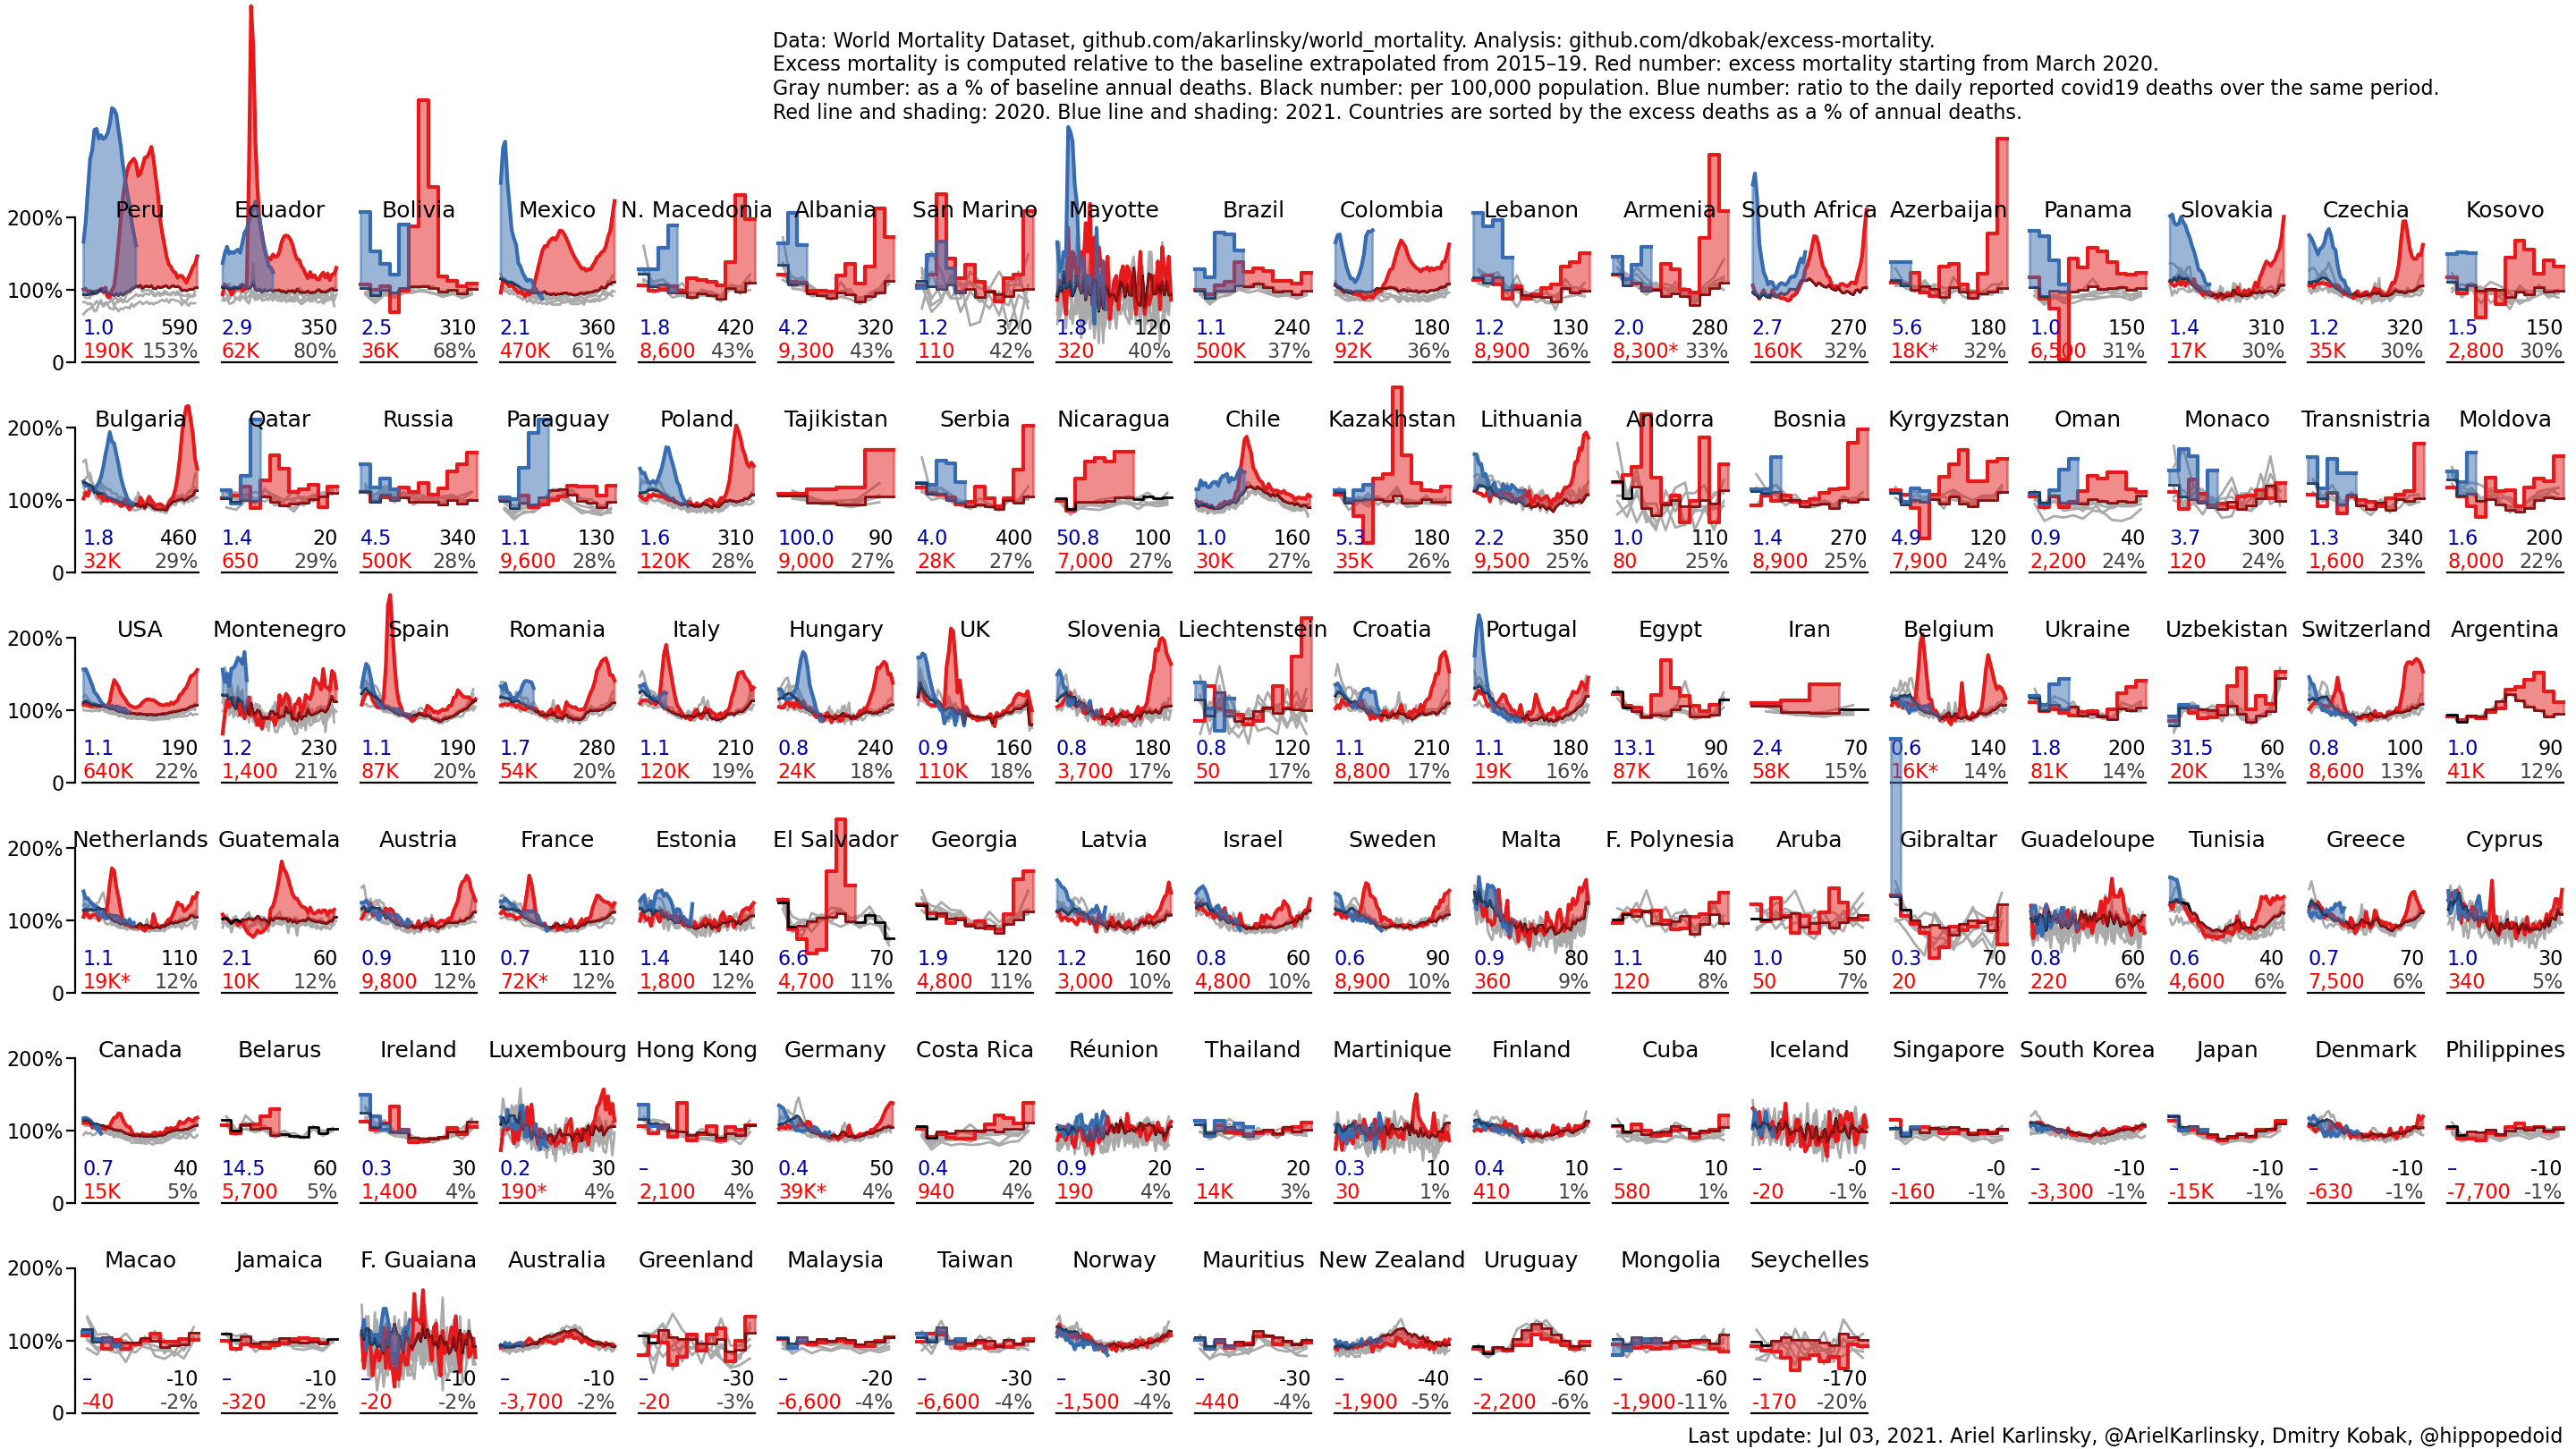 Data: World Mortality Dataset, github.com/akarlinsky/world_mortality. Analysis: github.com/dkobak/excess-mortality.
Excess mortality is computed relative to the baseline extrapolated from 2015–19. Red number: excess mortality starting from March 2020.
Gray number: as a % of baseline annual deaths. Black number: per 100,000 population. Blue number: ratio to the daily reported covid19 deaths over the same period.
Red line and shading: 2020. Blue line and shading: 2021. Countries are sorted by the excess deaths as a % of annual deaths.
200% Peru Ecuador Bolivia Mexico N. Macedonia Albania San Marino Mayotte Brazil Colombia Lebanon Armenia South Africa Azerbaijan Panama Slovakia Czechia Kosovo
100%
1.0 590 2.9 350 2.5 310 2.1 360 1.8 420 4.2 320 1.2 320 1.8 120 1.1 240 1.2 180 1.2 130 2.0 280 2.7 270 5.6 180 1.0 150 1.4 310 1.2 320 1.5 150
0 190K 153% 62K 80% 36K 68% 470K 61% 8,600 43% 9,300 43% 110 42% 320 40% 500K 37% 92K 36% 8,900 36% 8,300* 33% 160K 32% 18K* 32% 6,500 31% 17K 30% 35K 30% 2,800 30%
200% Bulgaria Qatar Russia Paraguay Poland Tajikistan Serbia Nicaragua Chile Kazakhstan Lithuania Andorra Bosnia Kyrgyzstan Oman Monaco Transnistria Moldova
100%
1.8 460 1.4 20 4.5 340 1.1 130 1.6 310 100.0 90 4.0 400 50.8 100 1.0 160 5.3 180 2.2 350 1.0 110 1.4 270 4.9 120 0.9 40 3.7 300 1.3 340 1.6 200
0 32K 29% 650 29% 500K 28% 9,600 28% 120K 28% 9,000 27% 28K 27% 7,000 27% 30K 27% 35K 26% 9,500 25% 80 25% 8,900 25% 7,900 24% 2,200 24% 120 24% 1,600 23% 8,000 22%
200% USA Montenegro Spain Romania Italy Hungary UK Slovenia Liechtenstein Croatia Portugal Egypt Iran Belgium Ukraine Uzbekistan Switzerland Argentina
100%
1.1 190 1.2 230 1.1 190 1.7 280 1.1 210 0.8 240 0.9 160 0.8 180 0.8 120 1.1 210 1.1 180 13.1 90 2.4 70 0.6 140 1.8 200 31.5 60 0.8 100 1.0 90
0 640K 22% 1,400 21% 87K 20% 54K 20% 120K 19% 24K 18% 110K 18% 3,700 17% 50 17% 8,800 17% 19K 16% 87K 16% 58K 15% 16K* 14% 81K 14% 20K 13% 8,600 13% 41K 12%
200% Netherlands Guatemala Austria France Estonia El Salvador Georgia Latvia Israel Sweden Malta F. Polynesia Aruba Gibraltar Guadeloupe Tunisia Greece Cyprus
100%
1.1 110 2.1 60 0.9 110 0.7 110 1.4 140 6.6 70 1.9 120 1.2 160 0.8 60 0.6 90 0.9 80 1.1 40 1.0 50 0.3 70 0.8 60 0.6 40 0.7 70 1.0 30
0 19K* 12% 10K 12% 9,800 12% 72K* 12% 1,800 12% 4,700 11% 4,800 11% 3,000 10% 4,800 10% 8,900 10% 360 9% 120 8% 50 7% 20 7% 220 6% 4,600 6% 7,500 6% 340 5%
200% Canada Belarus Ireland Luxembourg Hong Kong Germany Costa Rica Réunion Thailand Martinique Finland Cuba Iceland Singapore South Korea Japan Denmark Philippines
100%
0.7 40 14.5 60 0.3 30 0.2 30 – 30 0.4 50 0.4 20 0.9 20 – 20 0.3 10 0.4 10 – 10 – -0 – -0 – -10 – -10 – -10 – -10
0 15K 5% 5,700 5% 1,400 4% 190* 4% 2,100 4% 39K* 4% 940 4% 190 4% 14K 3% 30 1% 410 1% 580 1% -20 -1% -160 -1% -3,300 -1% -15K -1% -630 -1% -7,700 -1%
200% Macao Jamaica F. Guaiana Australia Greenland Malaysia Taiwan Norway Mauritius New Zealand Uruguay Mongolia Seychelles
100%
– -10 – -10 – -10 – -10 – -30 – -20 – -30 – -30 – -30 – -40 – -60 – -60 – -170
0 -40 -2% -320 -2% -20 -2% -3,700 -2% -20 -3% -6,600 -4% -6,600 -4% -1,500 -4% -440 -4% -1,900 -5% -2,200 -6% -1,900 -11% -170 -20%
Last update: Jul 03, 2021. Ariel Karlinsky, @ArielKarlinsky, Dmitry Kobak, @hippopedoid